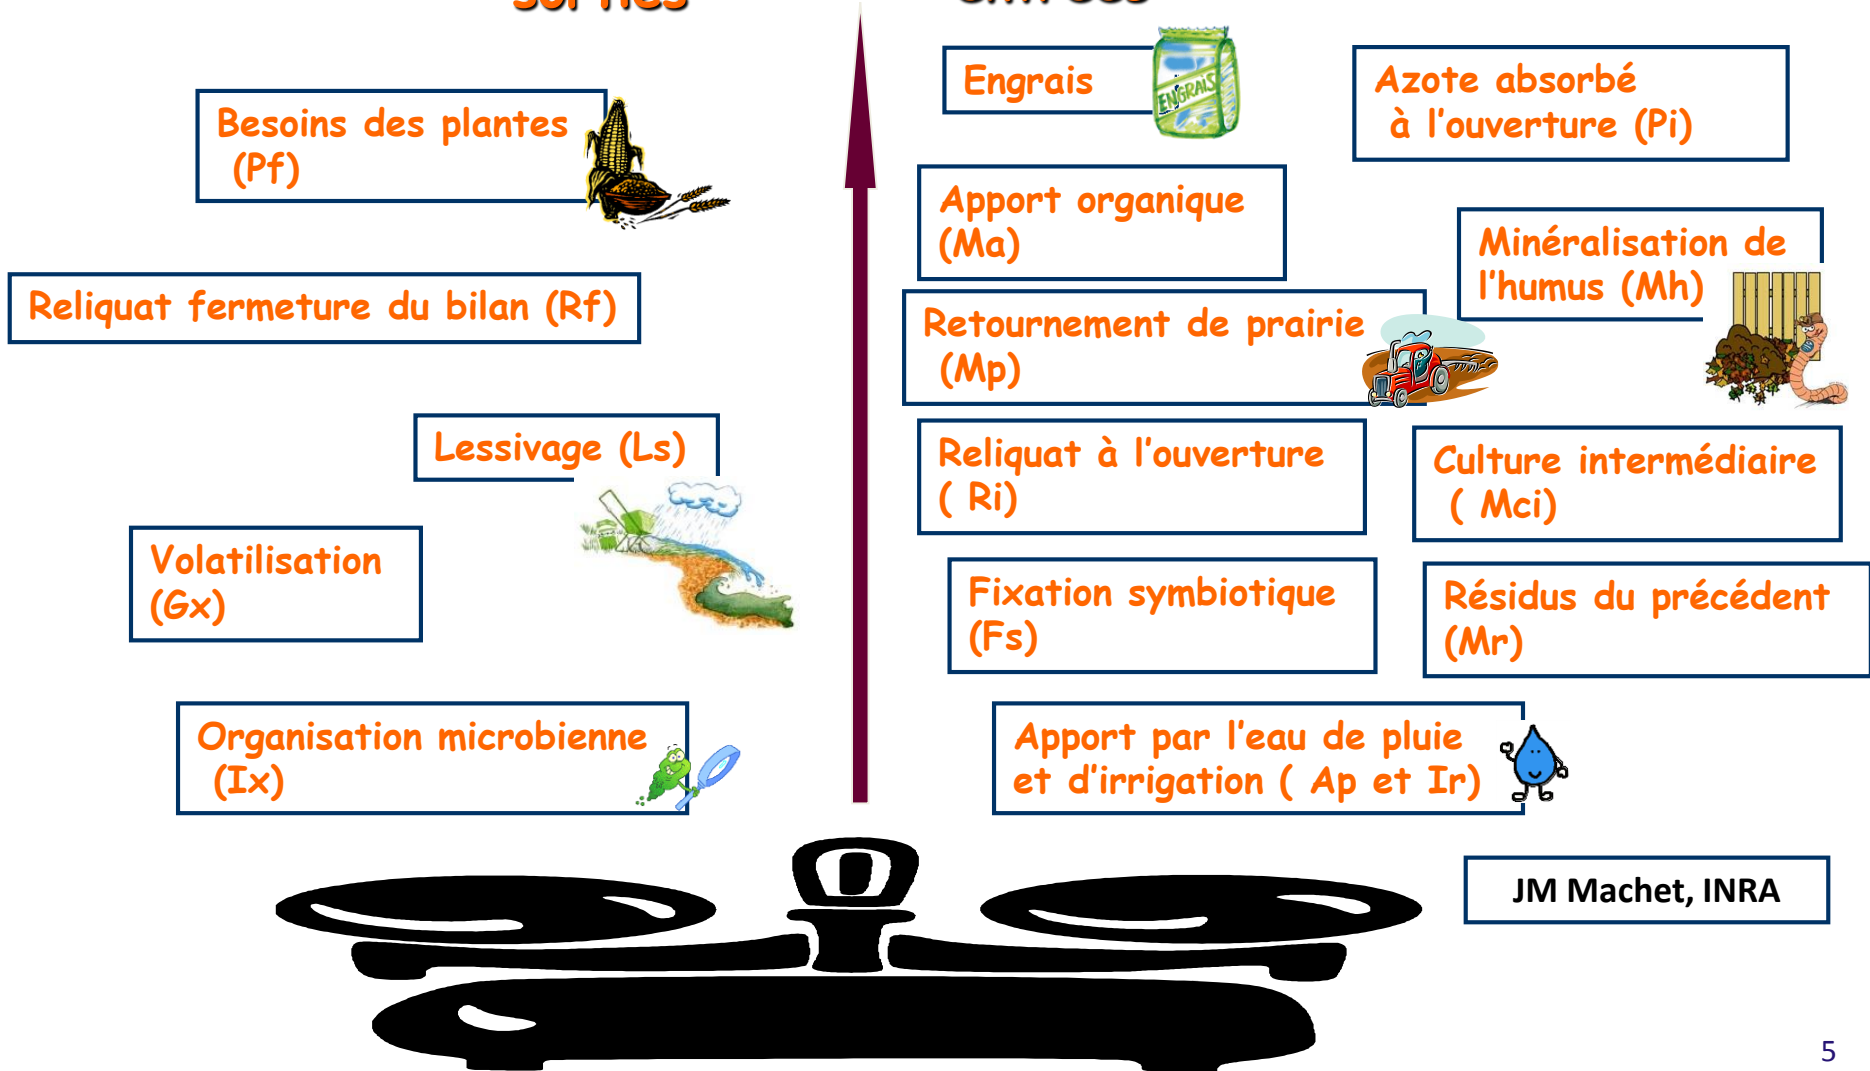 sorties
entrées
Besoins des plantes
(Pf)
Reliquat fermeture du bilan (Rf)
Lessivage (Ls)
Volatilisation
(Gx)
Organisation microbienne
(Ix)
Engrais
ENGRAIS
Azote absorbé
à l'ouverture (Pi)
Apport organique
(Ma)
Minéralisation de
l'humus (Mh)
Retournement de prairie
(Mp)
Reliquat à l'ouverture
( Ri)
Culture intermédiaire
( Mci)
Fixation symbiotique
(Fs)
Résidus du précédent
(Mr)
Apport par l'eau de pluie
et d'irrigation ( Ap et Ir)
JM Machet, INRA
5